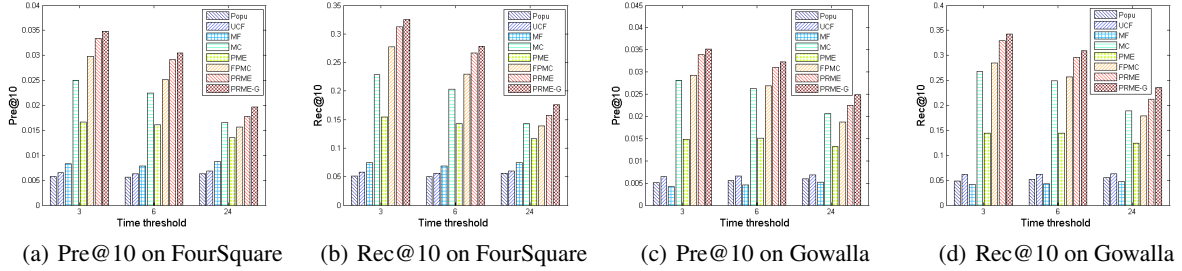 0.04
0.035
0.03
0.025
0.02
0.015
0.01
0.005
0
Pre@10
3
6
24
Time threshold
Popu
UCF
MF
MC
PME
FPMC
PRME
PRME-G
(a) Pre@10 on FourSquare
0.35
0.3
0.25
0.2
0.15
0.1
0.05
0
Rec@10
3
6
24
Time threshold
Popu
UCF
MF
MC
PME
FPMC
PRME
PRME-G
(b) Rec@10 on FourSquare
0.045
0.04
0.035
0.03
0.025
0.02
0.015
0.01
0.005
Pre@10
3
6
24
Time threshold
Popu
UCF
MF
MC
PME
FPMC
PRME
PRME-G
(c) Pre@10 on Gowalla
0.4
0.35
0.3
0.25
0.2
0.15
0.1
0.05
0
Rec@10
3
6
24
Time threshold
Popu
UCF
MF
MC
PME
FPMC
PRME
PRME-G
(d) Rec@10 on Gowalla